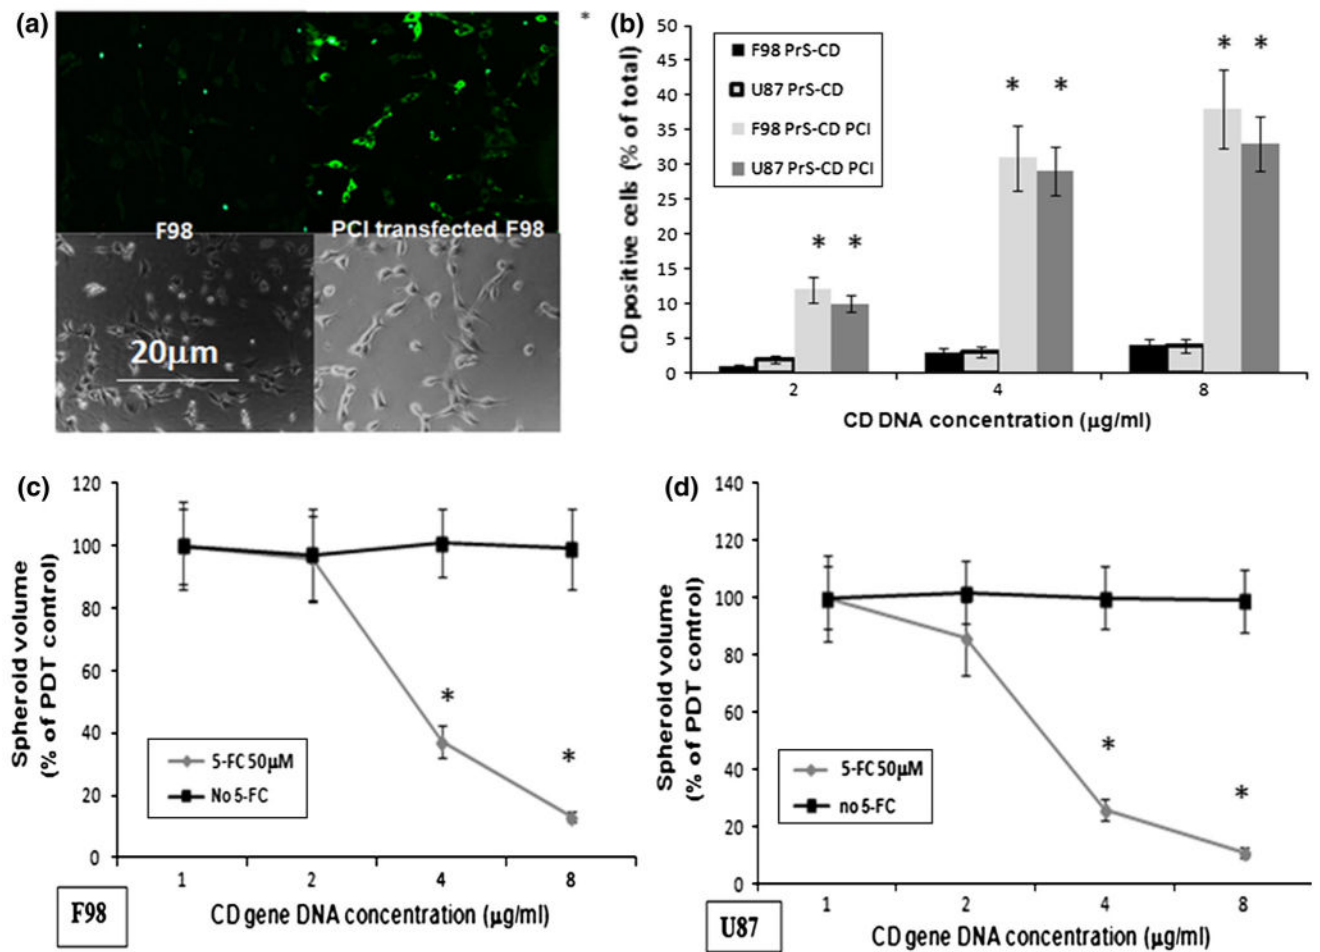 (a)
*
F98
PCI transfected F98
20μm
(b)
CD positive cells (% of total)
50
45
40
35
30
25
20
15
10
5
0
F98 PrS-CD
U87 PrS-CD
F98 PrS-CD PCI
U87 PrS-CD PCI
* *
* *
* *
2 4 8
CD DNA concentration (μg/ml)
(c)
Spheroid volume
(% of PDT control)
120
100
80
60
40
20
0
*
*
5-FC 50μM
No 5-FC
1 2 4 8
F98
CD gene DNA concentration (μg/ml)
(d)
Spheroid volume
(% of PDT control)
140
120
100
80
60
40
20
0
*
*
5-FC 50μM
no 5-FC
1 2 4 8
U87
CD gene DNA concentration (μg/ml)